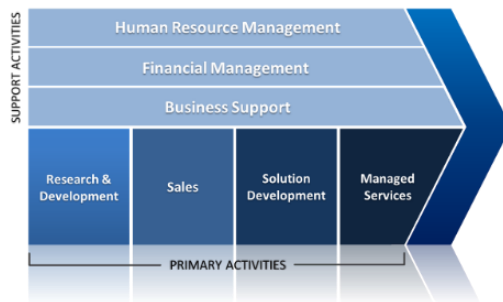 SUPPORT ACTIVITIES
Human Resource Management
Financial Management
Business Support
Research &
Development
Sales
Solution
Development
Managed
Services
PRIMARY ACTIVITIES